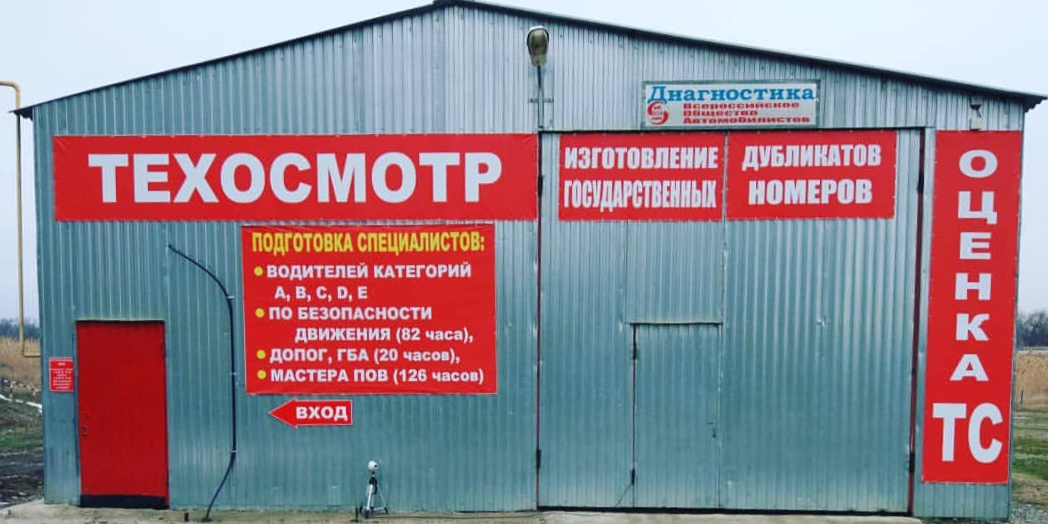 Диагностика
Всероссийское
Общество
Автомобилистов
ТЕХОСМОТР
ИЗГОТОВЛЕНИЕ
ГОСУДАРСТВЕННЫХ
ДУБЛИКАТОВ
НОМЕРОВ
ОЦЕНКА
ТС
ПОДГОТОВКА СПЕЦИАЛИСТОВ:
• ВОДИТЕЛЕЙ КАТЕГОРИЙ
А, В, С, D, Е
• ПО БЕЗОПАСНОСТИ
ДВИЖЕНИЯ (82 часа),
• ДОПОГ, ГБА (20 часов),
• МАСТЕРА ПОВ (126 часов)
ВХОД